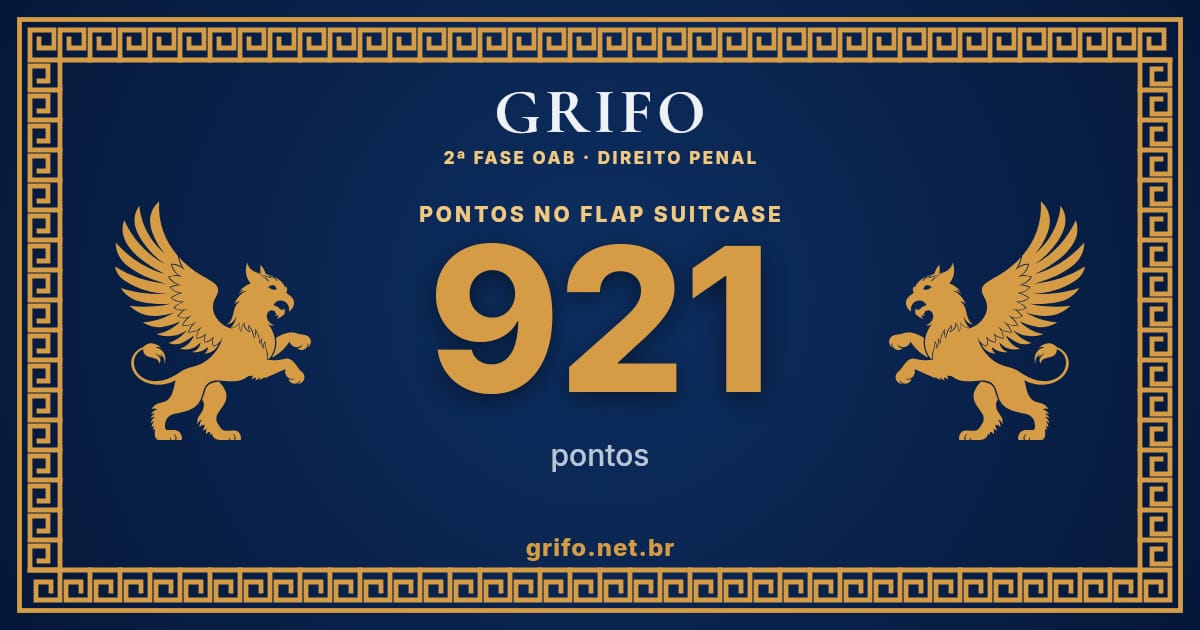 GRIFO
2ª FASE OAB · DIREITO PENAL
PONTOS NO FLAP SUITCASE
921
pontos
grifo.net.br